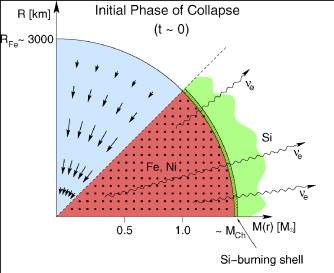 R [km]
Initial Phase of Collapse
(t ~ 0)
R_Fe ~ 3000
ν_e
Si
Fe, Ni
ν_e
ν_e
0.5 1.0 ~ M_Ch M(r) [M_⊙]
Si-burning shell